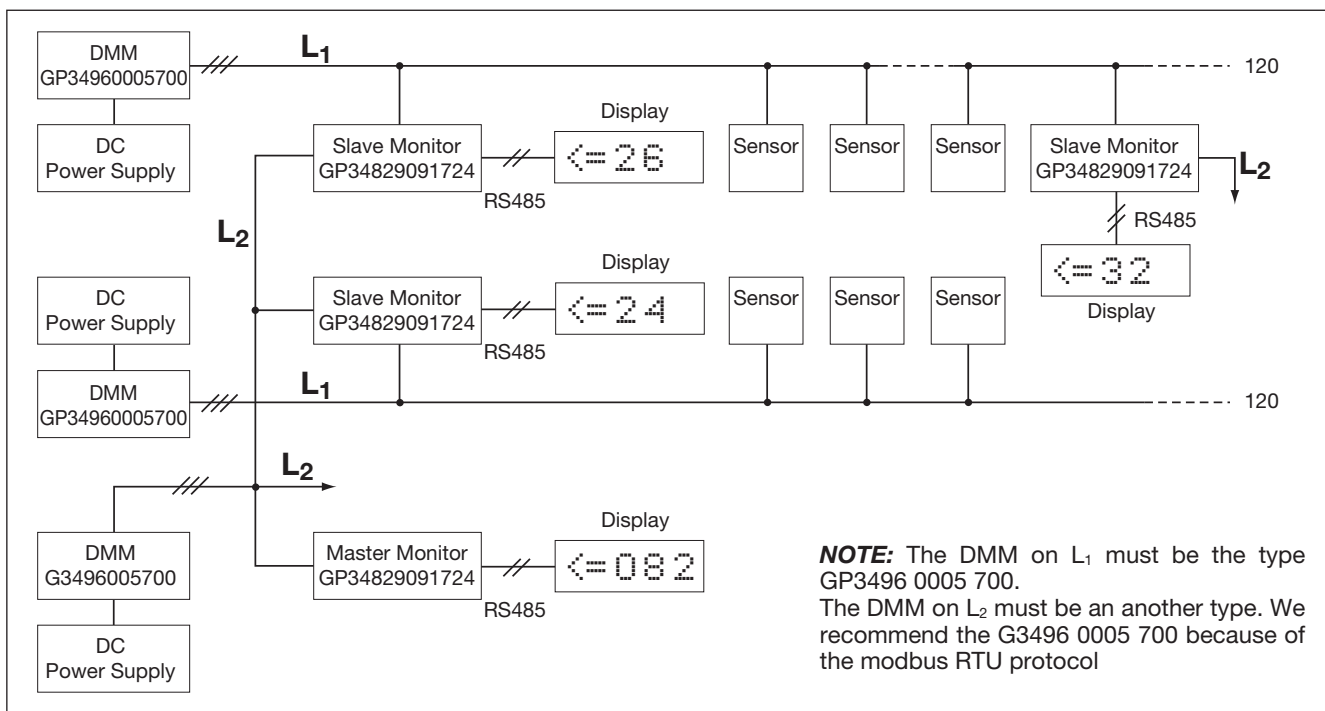 DMM
GP34960005700
L1
120
DC
Power Supply
Slave Monitor
GP34829091724
RS485
Display
<=26
Sensor
Sensor
Sensor
Slave Monitor
GP34829091724
L2
RS485
<=32
Display
L2
DC
Power Supply
Slave Monitor
GP34829091724
RS485
Display
<=24
Sensor
Sensor
Sensor
DMM
GP34960005700
L1
120
L2
DMM
G3496005700
DC
Power Supply
Master Monitor
GP34829091724
RS485
Display
<=082
NOTE: The DMM on L1 must be the type
GP3496 0005 700.
The DMM on L2 must be an another type. We
recommend the G3496 0005 700 because of
the modbus RTU protocol